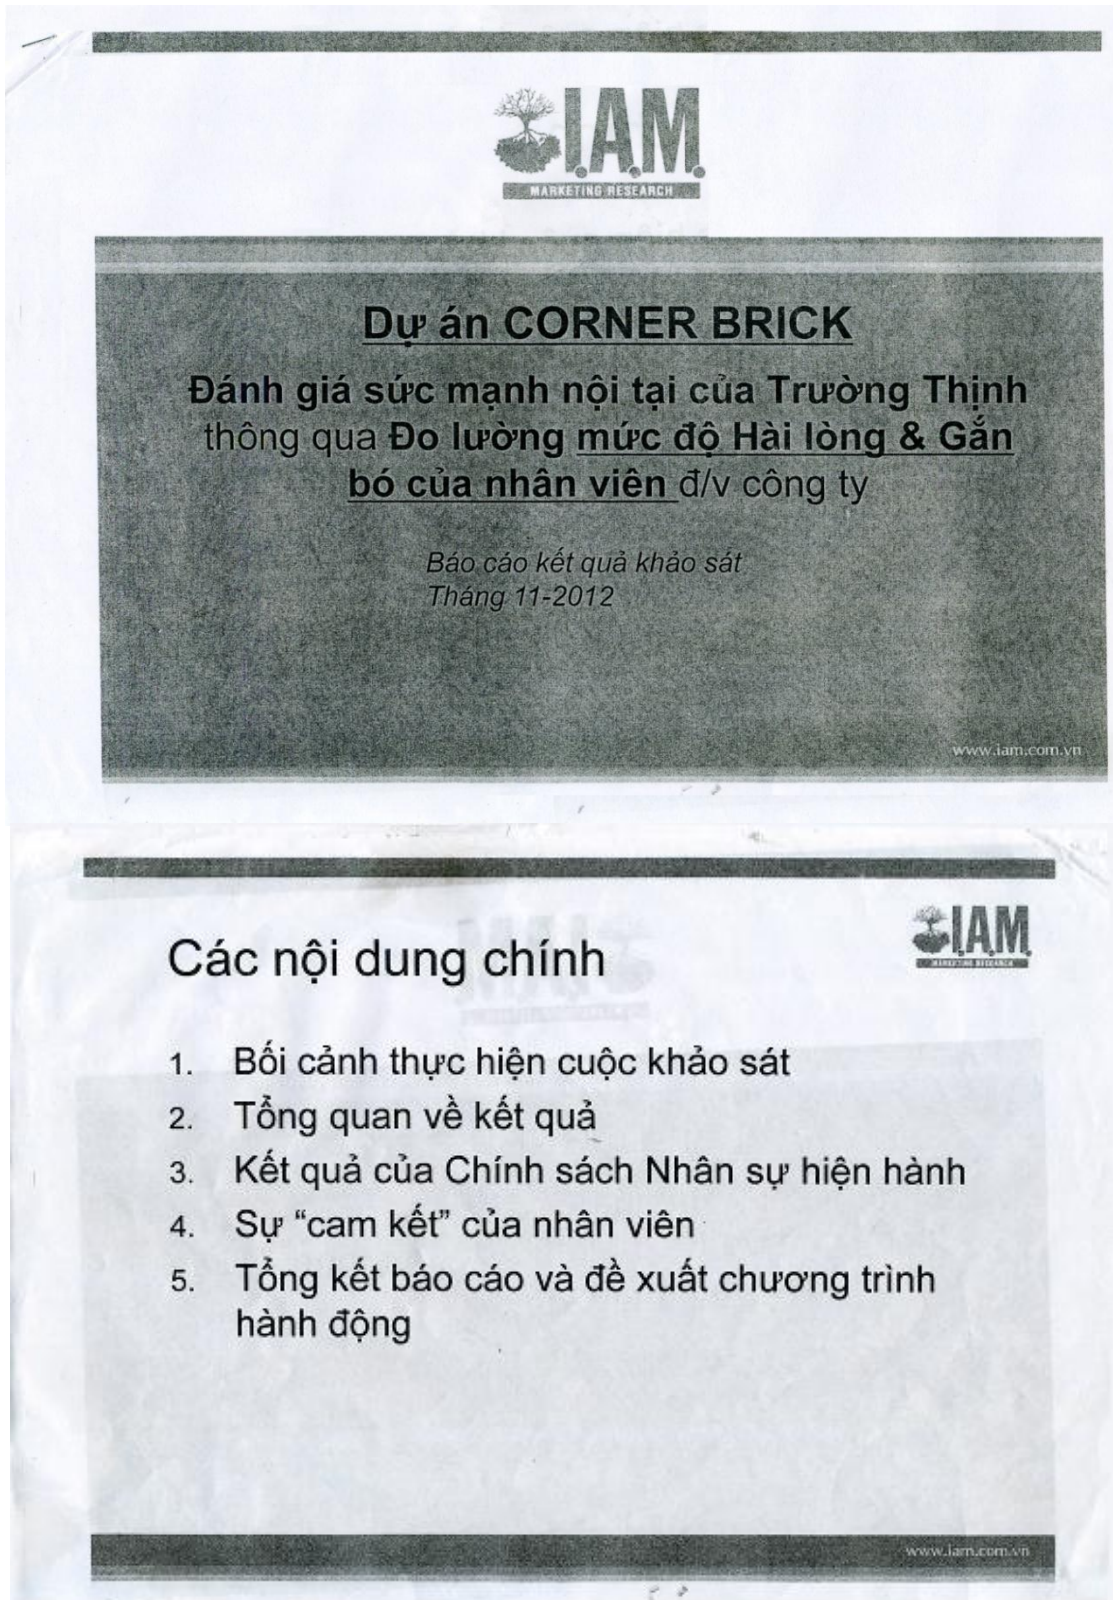 I.A.M.
MARKETING RESEARCH
Dự án CORNER BRICK
Đánh giá sức mạnh nội tại của Trường Thịnh
thông qua Đo lường mức độ Hài lòng & Gắn
bó của nhân viên đ/v công ty
Báo cáo kết quả khảo sát
Tháng 11-2012
www.iam.com.vn
I.A.M.
MARKETING RESEARCH
Các nội dung chính
1. Bối cảnh thực hiện cuộc khảo sát
2. Tổng quan về kết quả
3. Kết quả của Chính sách Nhân sự hiện hành
4. Sự “cam kết” của nhân viên
5. Tổng kết báo cáo và đề xuất chương trình
hành động
www.iam.com.vn